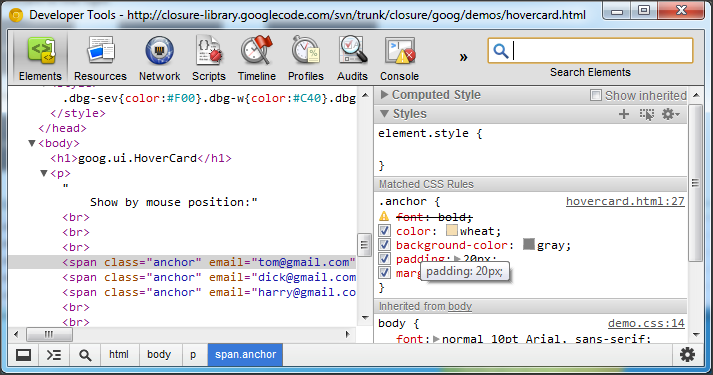 Developer Tools - http://closure-library.googlecode.com/svn/trunk/closure/goog/demos/hovercard.html
Elements Resources Network Scripts Timeline Profiles Audits Console » Search Elements
.dbg-sev{color:#F00}.dbg-w{color:#C40}.dbg
</style>
</head>
▼<body>
<h1>goog.ui.HoverCard</h1>
▼<p>
"
Show by mouse position:"
<br>
<br>
<br>
<span class="anchor" email="tom@gmail.com"
<span class="anchor" email="dick@gmail.com
<span class="anchor" email="harry@gmail.co
<br>
<br>
▶ Computed Style Show inherited
▼ Styles
element.style {
}
Matched CSS Rules
.anchor { hovercard.html:27
font: bold;
color: wheat;
background-color: gray;
padding: ▶ 20px;
marg
padding: 20px;
}
Inherited from body
body { demo.css:14
font: ▶ normal 10pt Arial, sans-serif;
html body p span.anchor